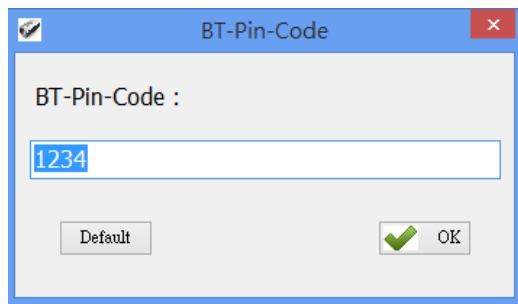 BT-Pin-Code
BT-Pin-Code :
1234
Default
OK